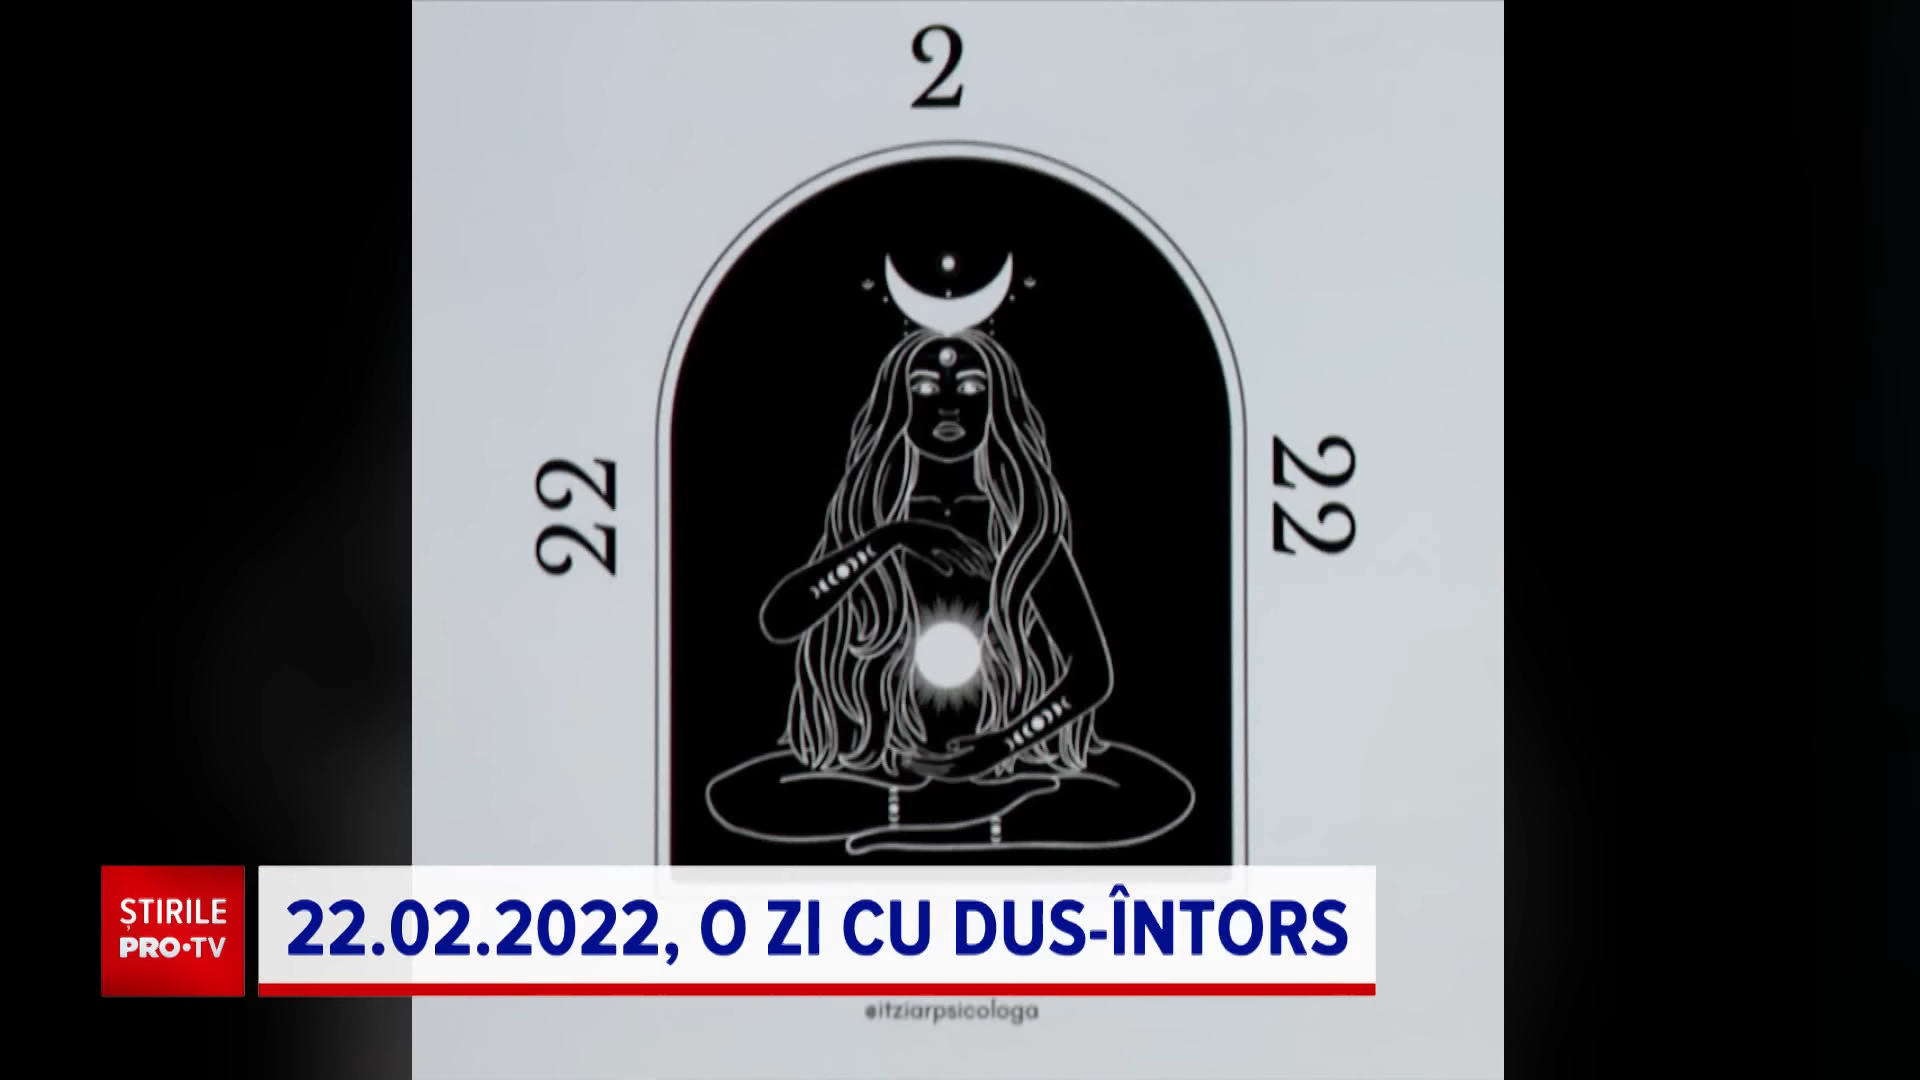 2
22
22
ȘTIRILE
PRO•TV
22.02.2022, O ZI CU DUS-ÎNTORS
@itziarpsicologa